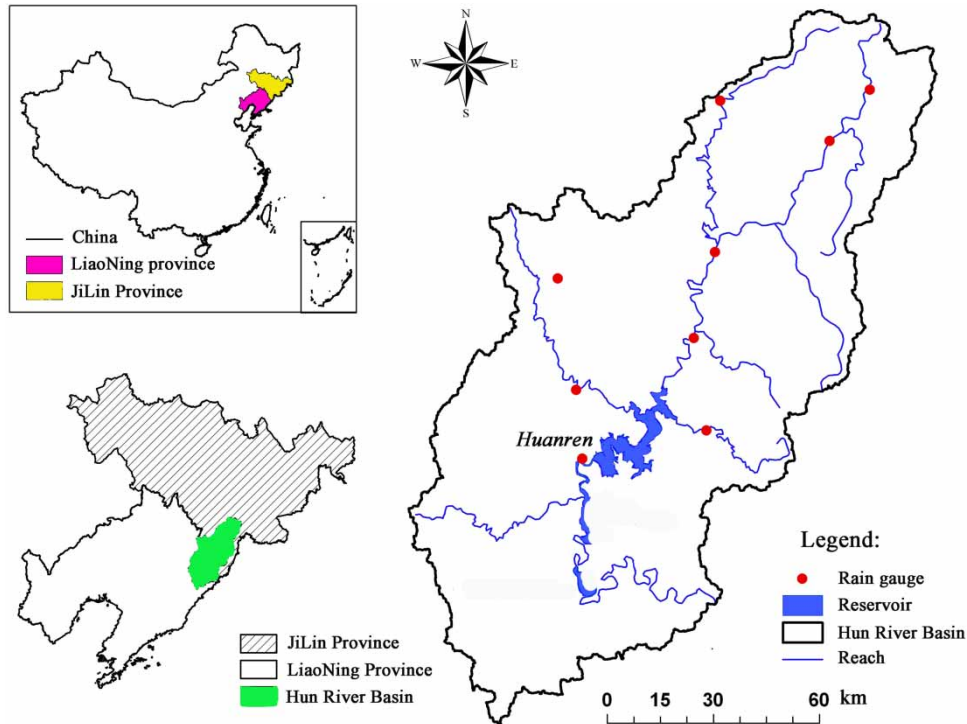 China
LiaoNing province
JiLin Province
N
W
E
S
Huanren
JiLin Province
LiaoNing Province
Hun River Basin
Legend:
Rain gauge
Reservoir
Hun River Basin
Reach
0 15 30 60 km